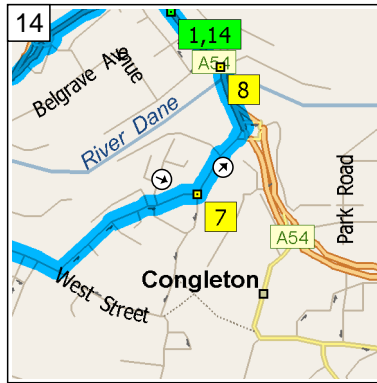 14
1,14
A54
Belgrave Avenue
8
River Dane
Park Road
7
A54
Congleton
West Street